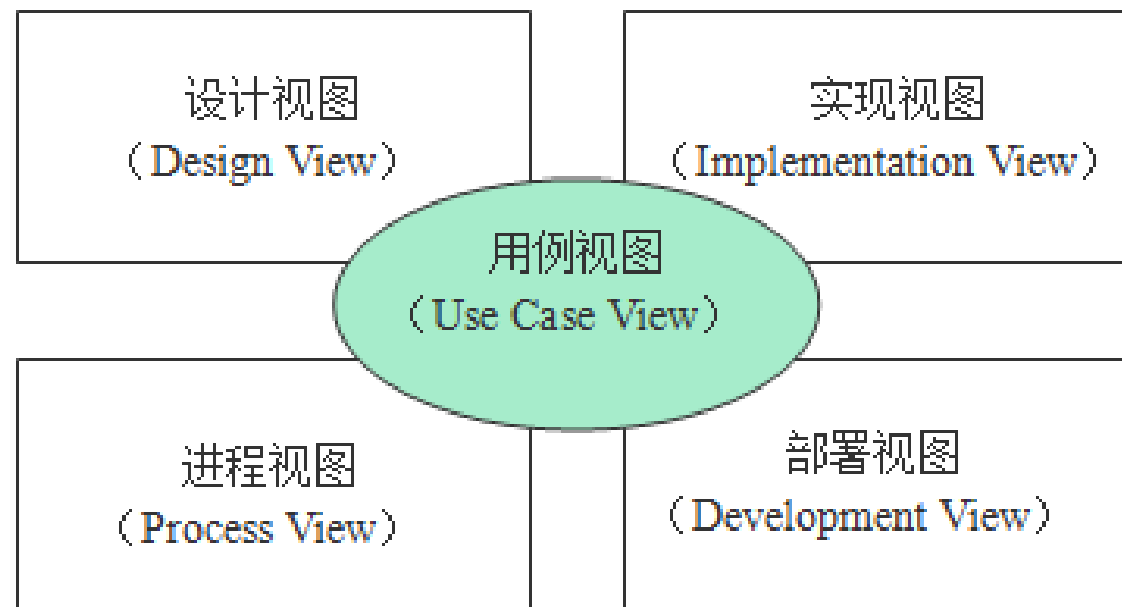 设计视图
（Design View）
实现视图
（Implementation View）
用例视图
（Use Case View）
进程视图
（Process View）
部署视图
（Development View）